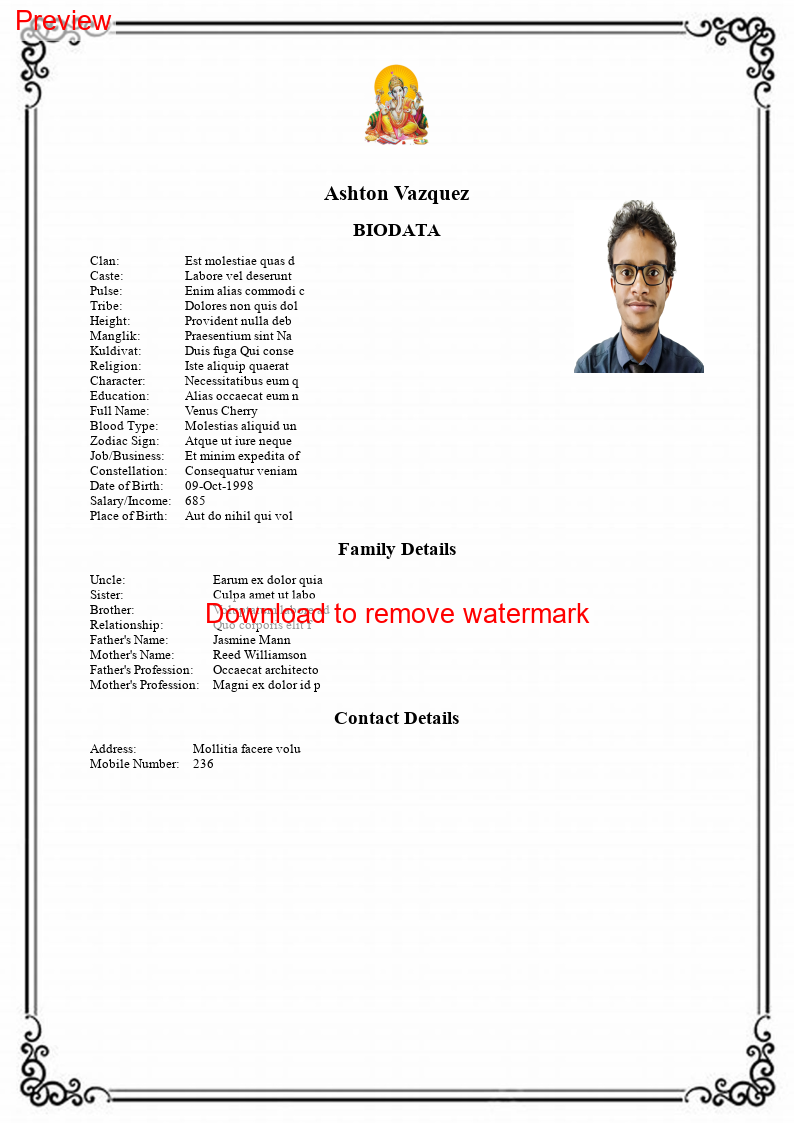 Preview
Ashton Vazquez
BIODATA
Clan: Est molestiae quas d
Caste: Labore vel deserunt
Pulse: Enim alias commodi c
Tribe: Dolores non quis dol
Height: Provident nulla deb
Manglik: Praesentium sint Na
Kuldivat: Duis fuga Qui conse
Religion: Iste aliquip quaerat
Character: Necessitatibus eum q
Education: Alias occaecat eum n
Full Name: Venus Cherry
Blood Type: Molestias aliquid un
Zodiac Sign: Atque ut iure neque
Job/Business: Et minim expedita of
Constellation: Consequatur veniam
Date of Birth: 09-Oct-1998
Salary/Income: 685
Place of Birth: Aut do nihil qui vol
Family Details
Uncle: Earum ex dolor quia
Sister: Culpa amet ut labo
Brother:
Download to remove watermark
Relationship: Quo corporis elit
Father's Name: Jasmine Mann
Mother's Name: Reed Williamson
Father's Profession: Occaecat architecto
Mother's Profession: Magni ex dolor id p
Contact Details
Address: Mollitia facere volu
Mobile Number: 236